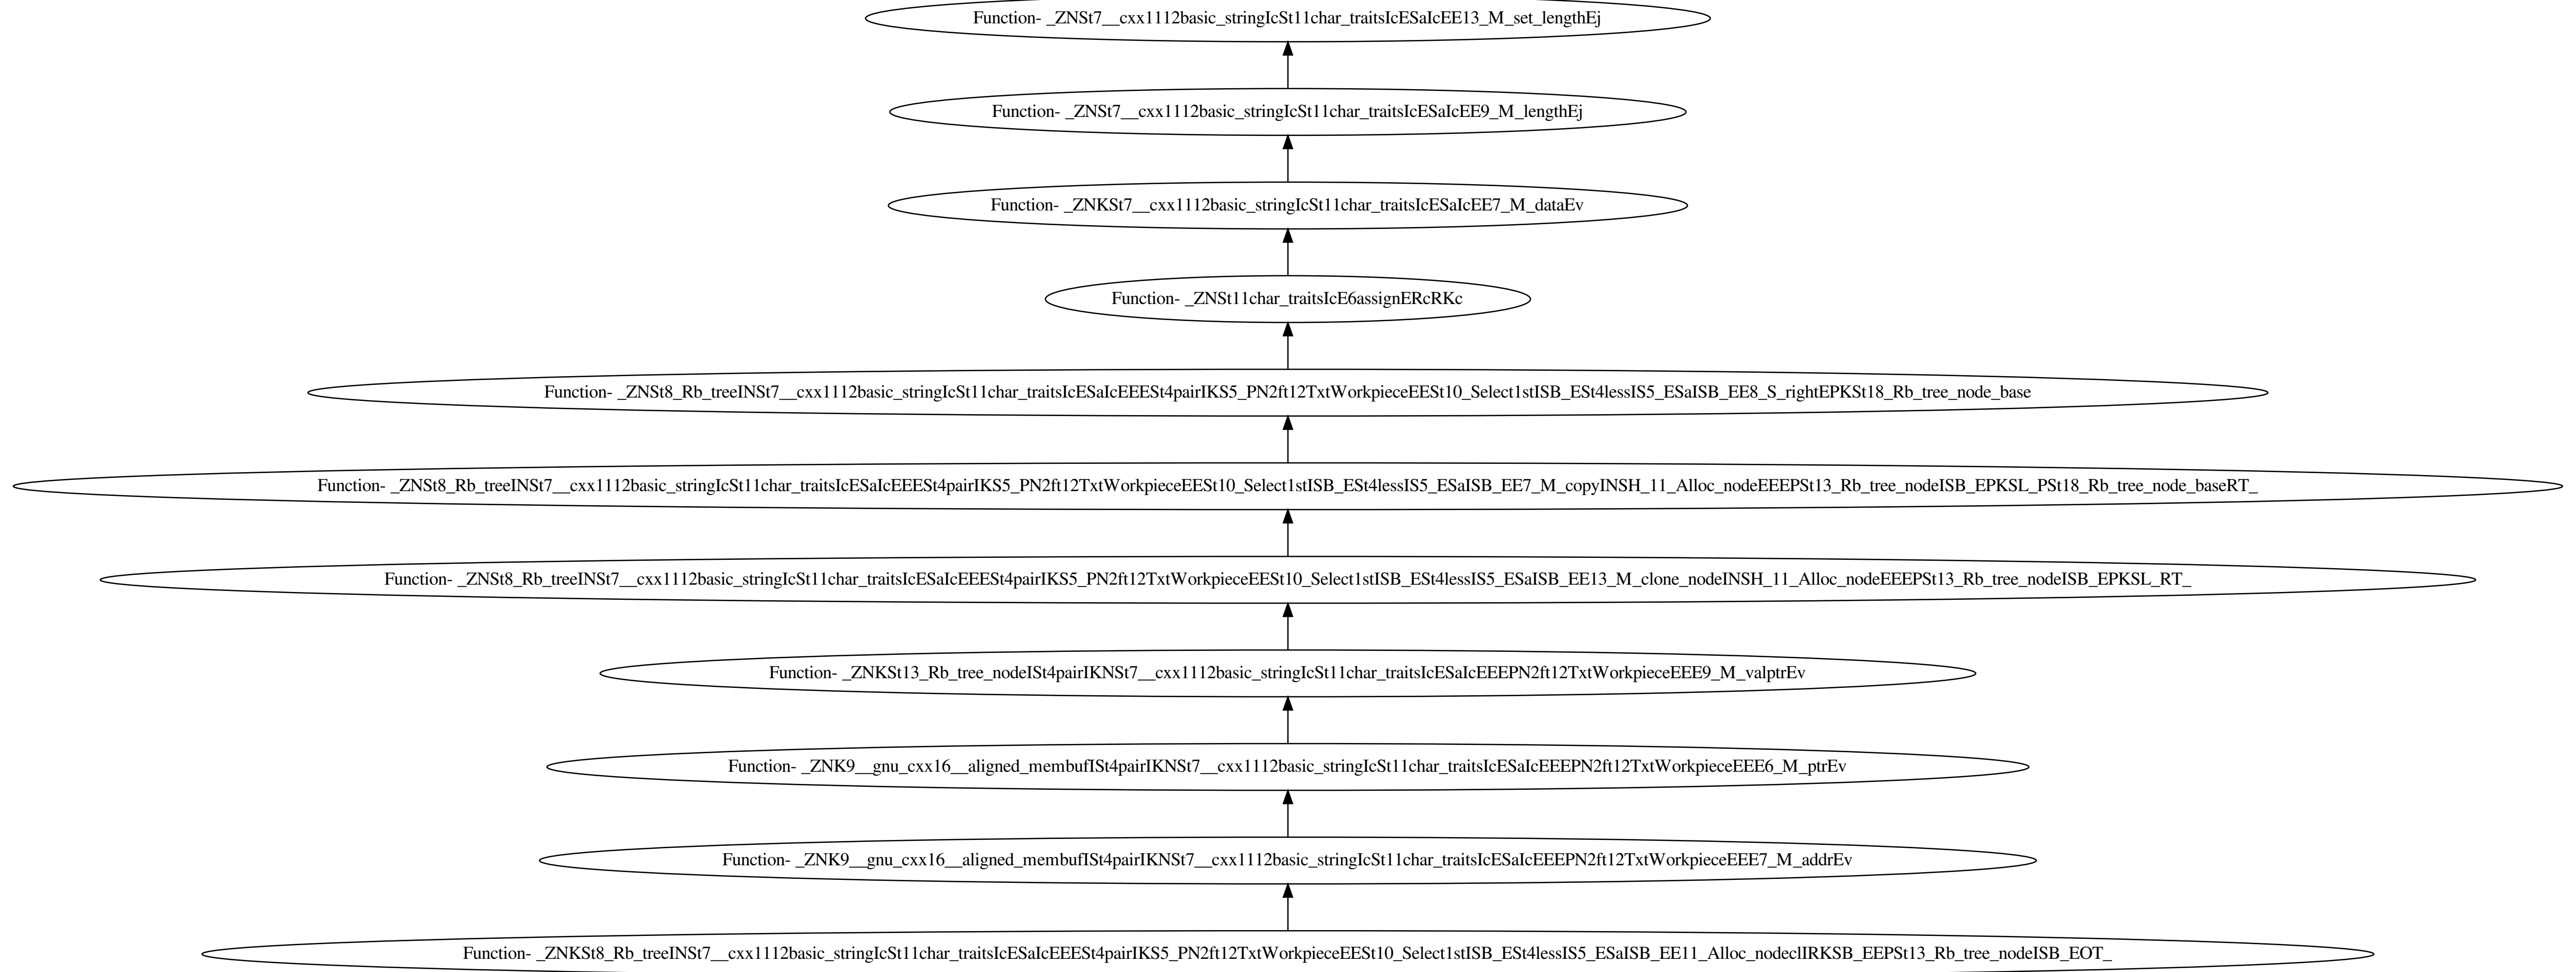 Function- _ZNSt7__cxx1112basic_stringIcSt11char_traitsIcESaIcEE13_M_set_lengthEj
Function- _ZNSt7__cxx1112basic_stringIcSt11char_traitsIcESaIcEE9_M_lengthEj
Function- _ZNKSt7__cxx1112basic_stringIcSt11char_traitsIcESaIcEE7_M_dataEv
Function- _ZNSt11char_traitsIcE6assignERcRKc
Function- _ZNSt8_Rb_treeINSt7__cxx1112basic_stringIcSt11char_traitsIcESaIcEEESt4pairIKS5_PN2ft12TxtWorkpieceEESt10_Select1stISB_ESt4lessIS5_ESaISB_EE8_S_rightEPKSt18_Rb_tree_node_base
Function- _ZNSt8_Rb_treeINSt7__cxx1112basic_stringIcSt11char_traitsIcESaIcEEESt4pairIKS5_PN2ft12TxtWorkpieceEESt10_Select1stISB_ESt4lessIS5_ESaISB_EE7_M_copyINSH_11_Alloc_nodeEEEPSt13_Rb_tree_nodeISB_EPKSL_PSt18_Rb_tree_node_baseRT_
Function- _ZNSt8_Rb_treeINSt7__cxx1112basic_stringIcSt11char_traitsIcESaIcEEESt4pairIKS5_PN2ft12TxtWorkpieceEESt10_Select1stISB_ESt4lessIS5_ESaISB_EE13_M_clone_nodeINSH_11_Alloc_nodeEEEPSt13_Rb_tree_nodeISB_EPKSL_RT_
Function- _ZNKSt13_Rb_tree_nodeISt4pairIKNSt7__cxx1112basic_stringIcSt11char_traitsIcESaIcEEEPN2ft12TxtWorkpieceEEE9_M_valptrEv
Function- _ZNK9__gnu_cxx16__aligned_membufISt4pairIKNSt7__cxx1112basic_stringIcSt11char_traitsIcESaIcEEEPN2ft12TxtWorkpieceEEE6_M_ptrEv
Function- _ZNK9__gnu_cxx16__aligned_membufISt4pairIKNSt7__cxx1112basic_stringIcSt11char_traitsIcESaIcEEEPN2ft12TxtWorkpieceEEE7_M_addrEv
Function- _ZNKSt8_Rb_treeINSt7__cxx1112basic_stringIcSt11char_traitsIcESaIcEEESt4pairIKS5_PN2ft12TxtWorkpieceEESt10_Select1stISB_ESt4lessIS5_ESaISB_EE11_Alloc_nodeclIRKSB_EEPSt13_Rb_tree_nodeISB_EOT_